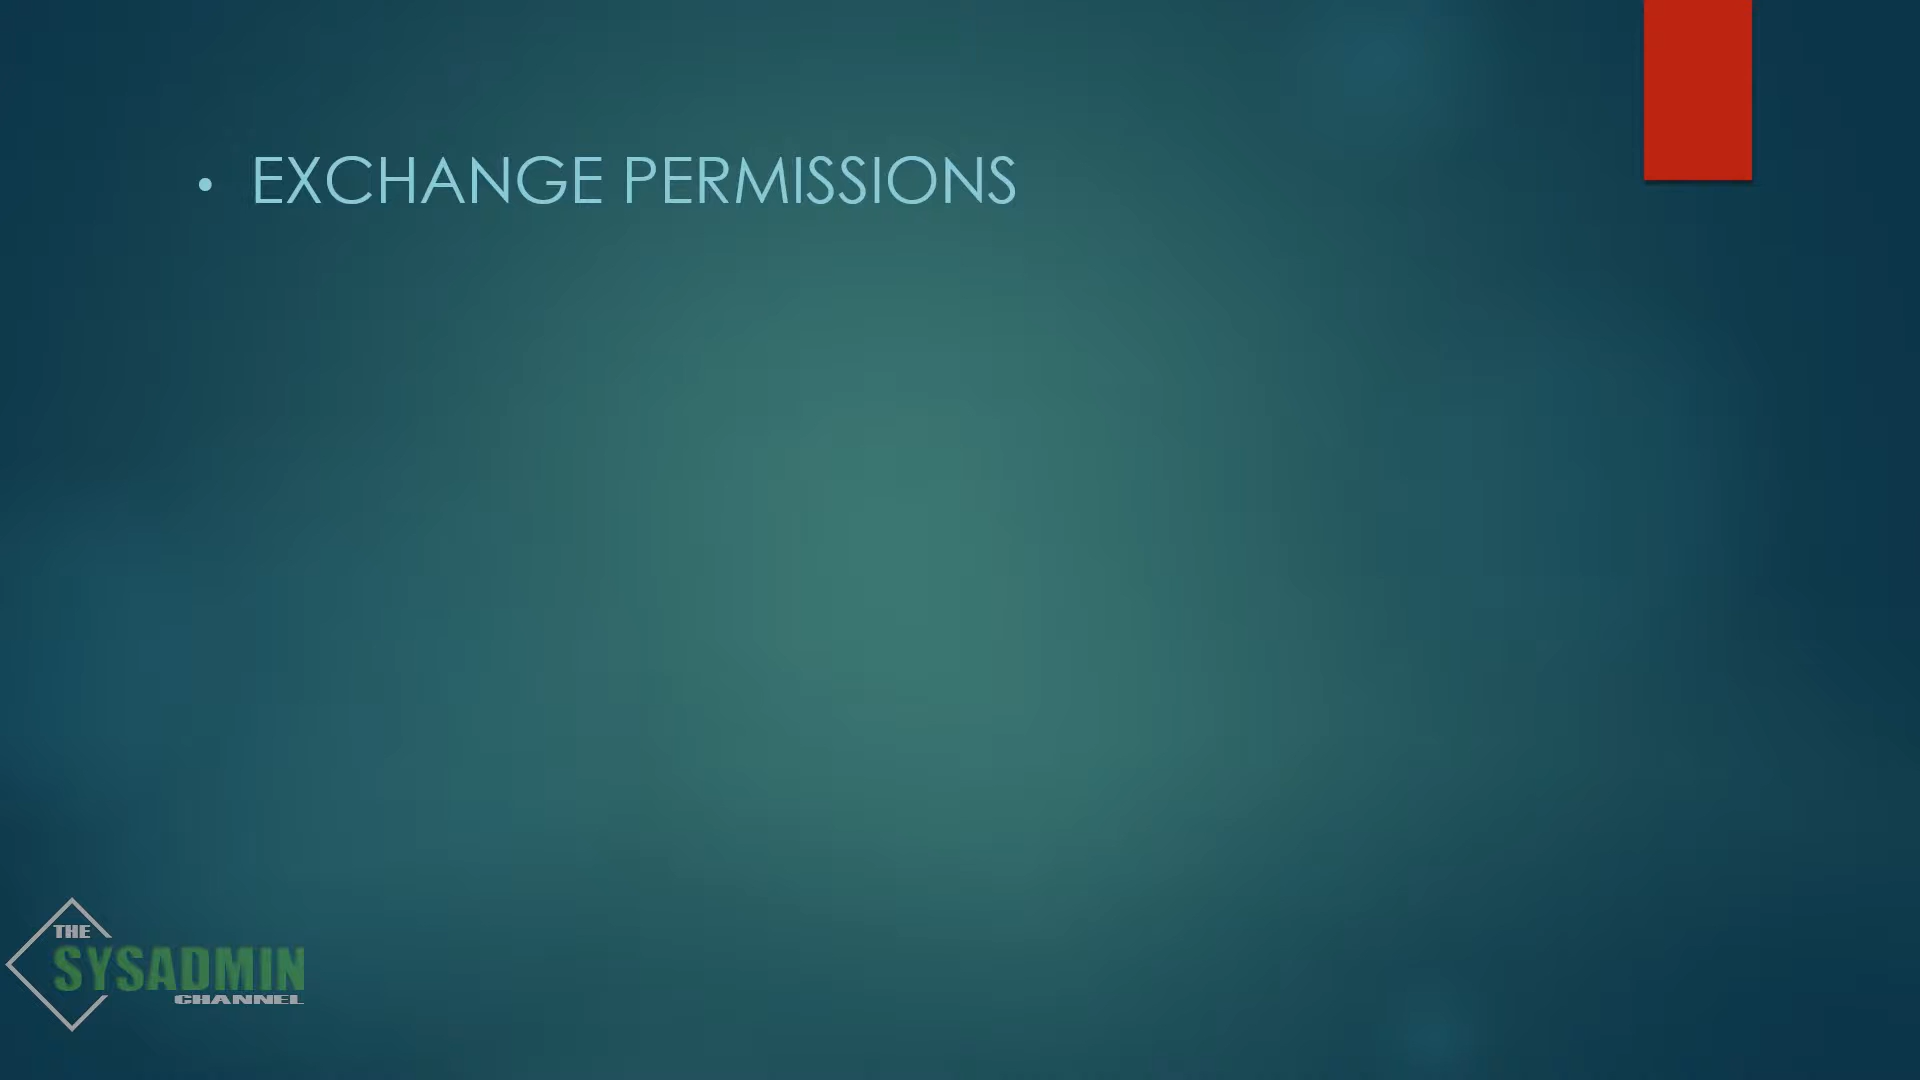 • EXCHANGE PERMISSIONS
THE
SYSADMIN
CHANNEL